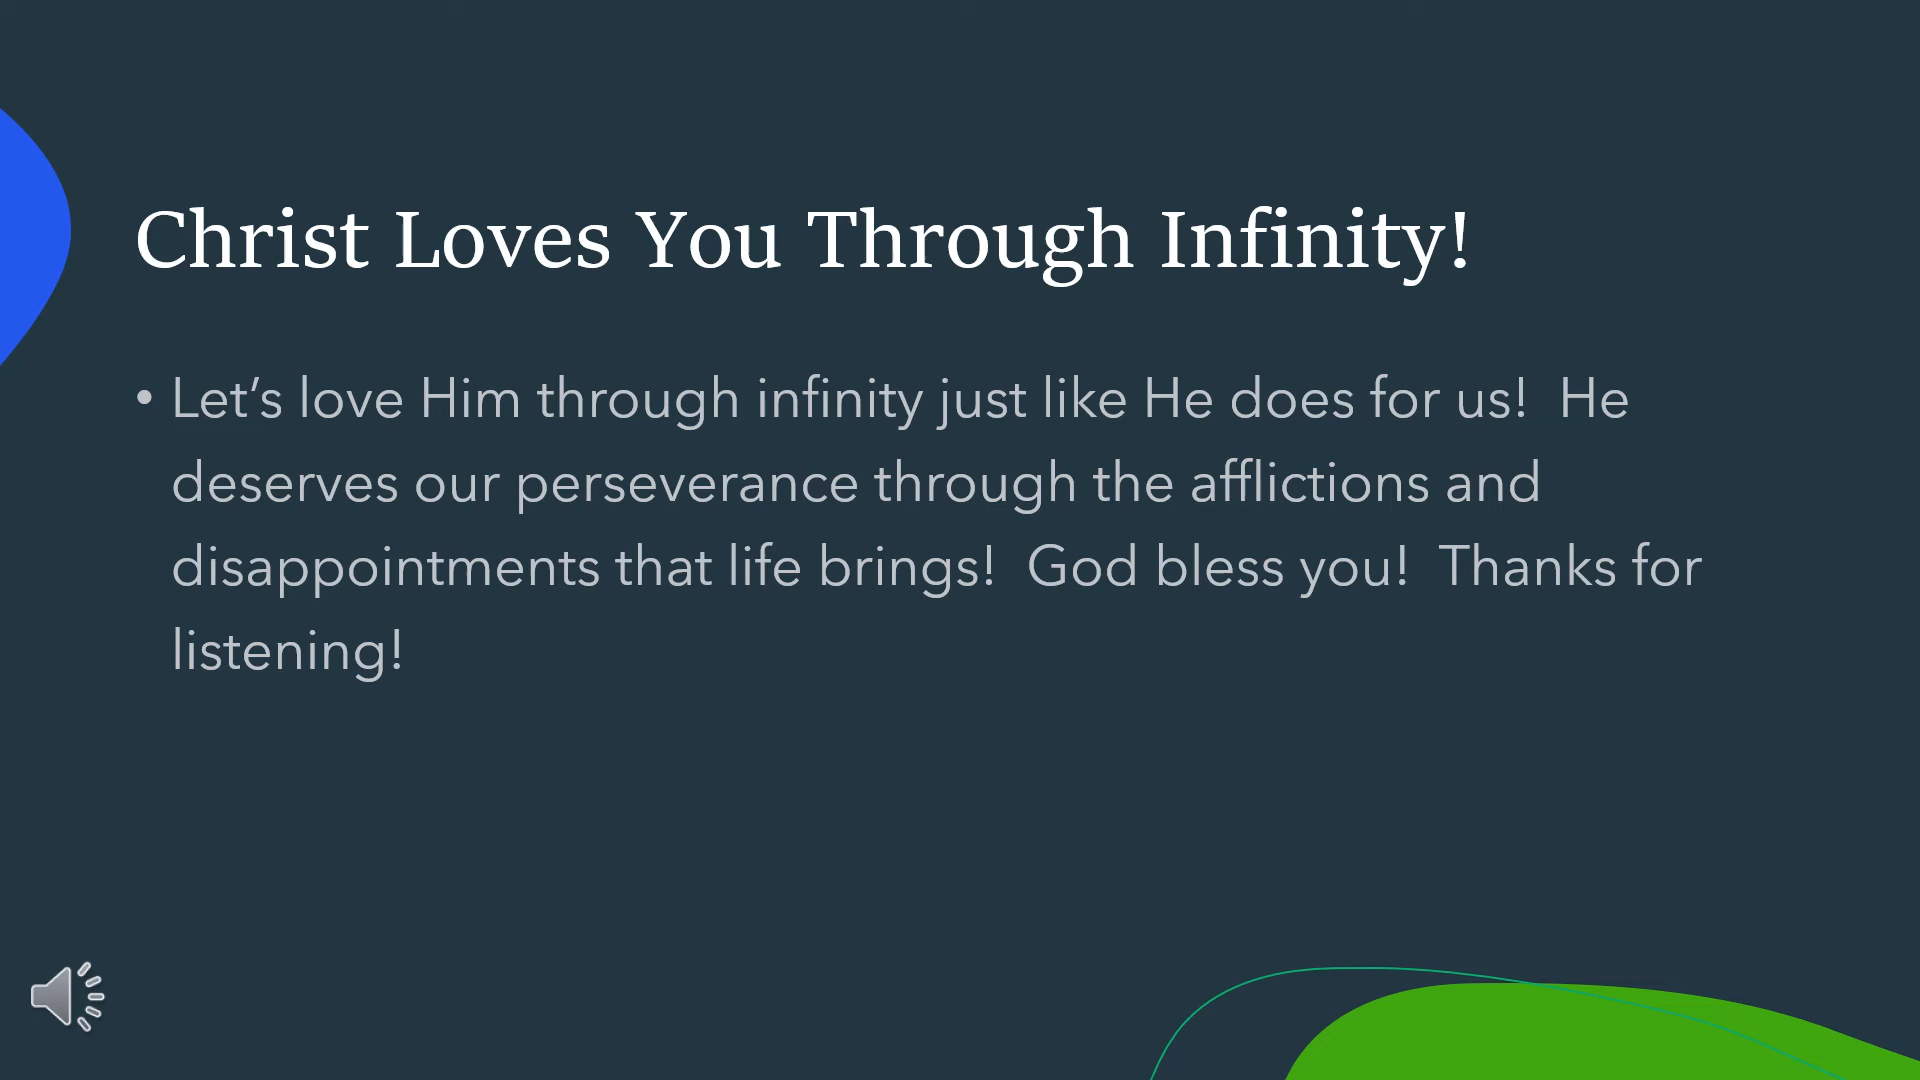 Christ Loves You Through Infinity!
• Let’s love Him through infinity just like He does for us!  He
deserves our perseverance through the afflictions and
disappointments that life brings!  God bless you!  Thanks for
listening!